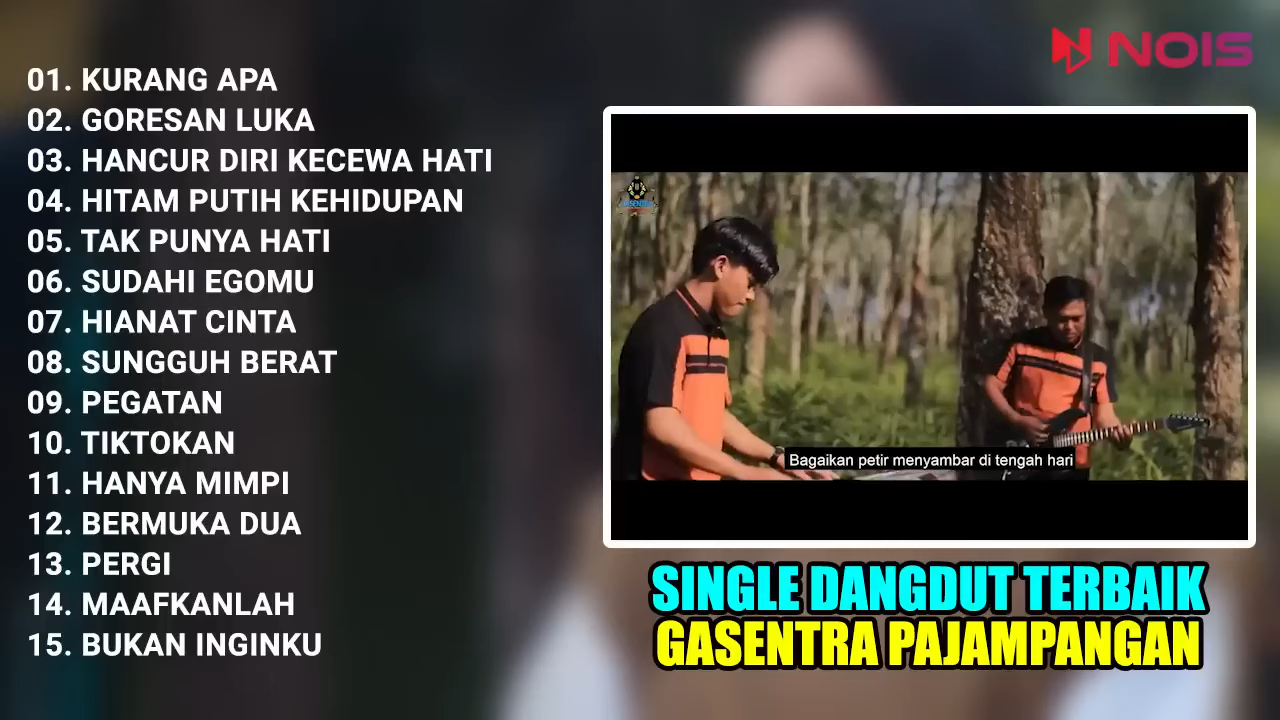 NOIS
01. KURANG APA
02. GORESAN LUKA
03. HANCUR DIRI KECEWA HATI
04. HITAM PUTIH KEHIDUPAN
05. TAK PUNYA HATI
06. SUDAHI EGOMU
07. HIANAT CINTA
08. SUNGGUH BERAT
09. PEGATAN
10. TIKTOKAN
11. HANYA MIMPI
12. BERMUKA DUA
13. PERGI
14. MAAFKANLAH
15. BUKAN INGINKU
Bagaikan petir menyambar di tengah hari
SINGLE DANGDUT TERBAIK
GASENTRA PAJAMPANGAN